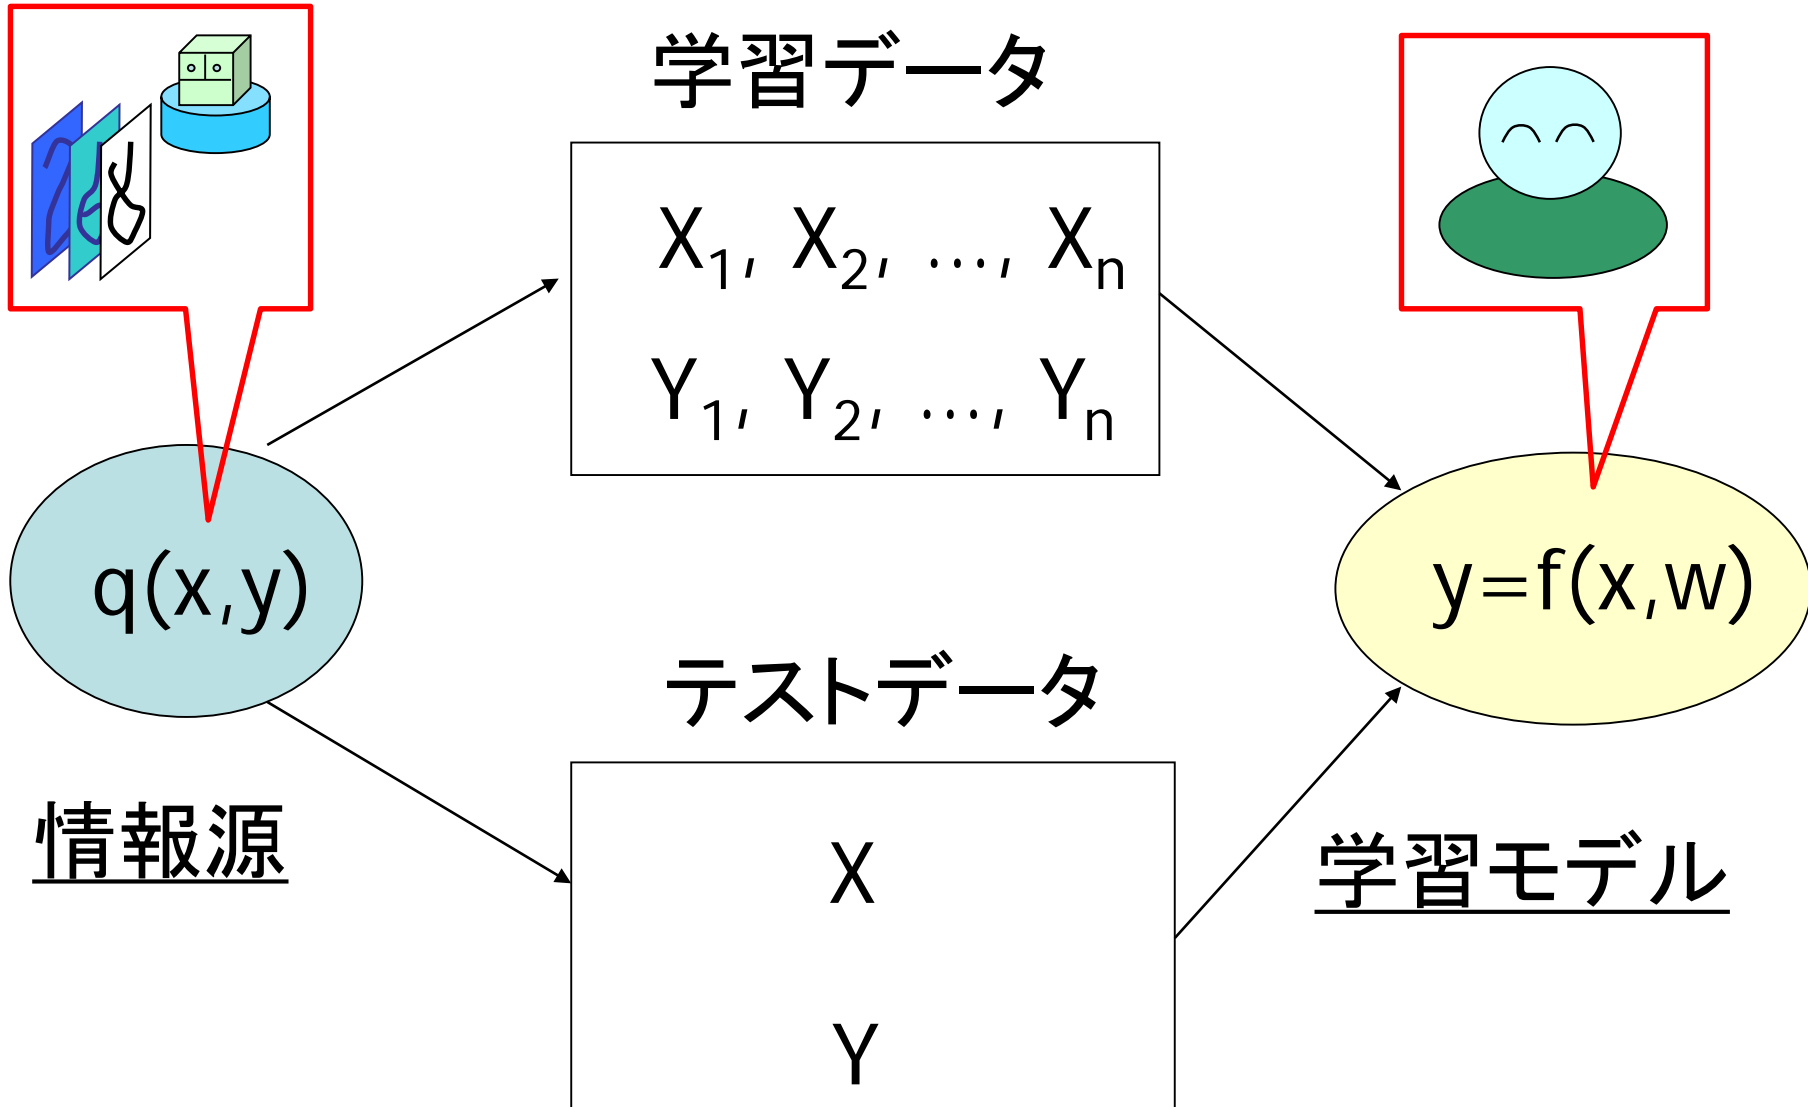 学習データ
X1, X2, …, Xn
Y1, Y2, …, Yn
q(x,y)
y=f(x,w)
テストデータ
情報源
X
学習モデル
Y